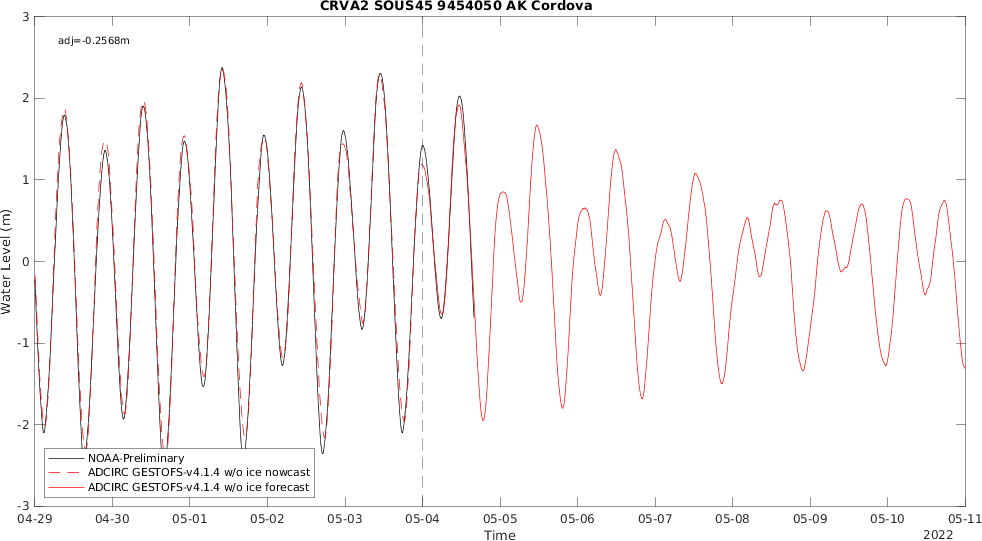 CRVA2 SOUS45 9454050 AK Cordova
adj=-0.2568m
3
2
1
0
-1
-2
-3
Water Level (m)
NOAA-Preliminary
ADCIRC GESTOFS-v4.1.4 w/o ice nowcast
ADCIRC GESTOFS-v4.1.4 w/o ice forecast
04-29 04-30 05-01 05-02 05-03 05-04 05-05 05-06 05-07 05-08 05-09 05-10 05-11
Time
2022